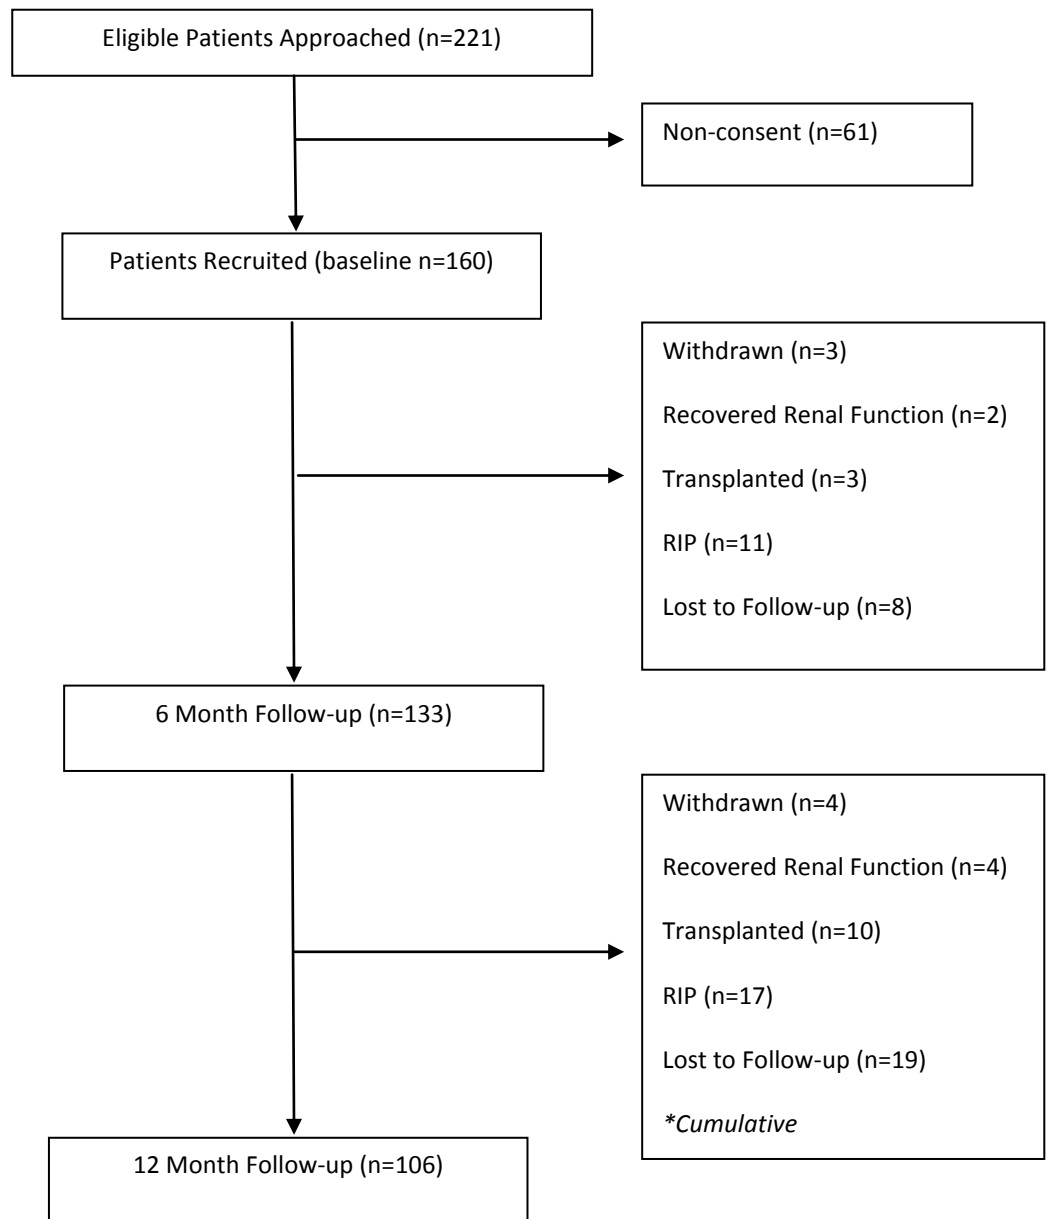 Eligible Patients Approached (n=221)
Non-consent (n=61)
Patients Recruited (baseline n=160)
Withdrawn (n=3)
Recovered Renal Function (n=2)
Transplanted (n=3)
RIP (n=11)
Lost to Follow-up (n=8)
6 Month Follow-up (n=133)
Withdrawn (n=4)
Recovered Renal Function (n=4)
Transplanted (n=10)
RIP (n=17)
Lost to Follow-up (n=19)
*Cumulative
12 Month Follow-up (n=106)